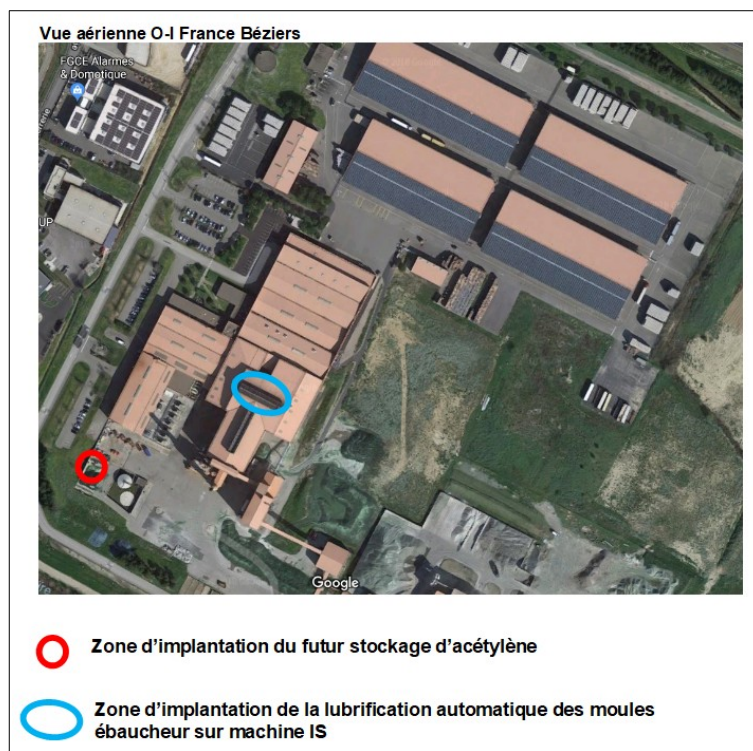 Vue aérienne O-I France Béziers
FGCE Alarmes
& Domotique
UP
Google
Zone d'implantation du futur stockage d'acétylène
Zone d'implantation de la lubrification automatique des moules
ébaucheur sur machine IS